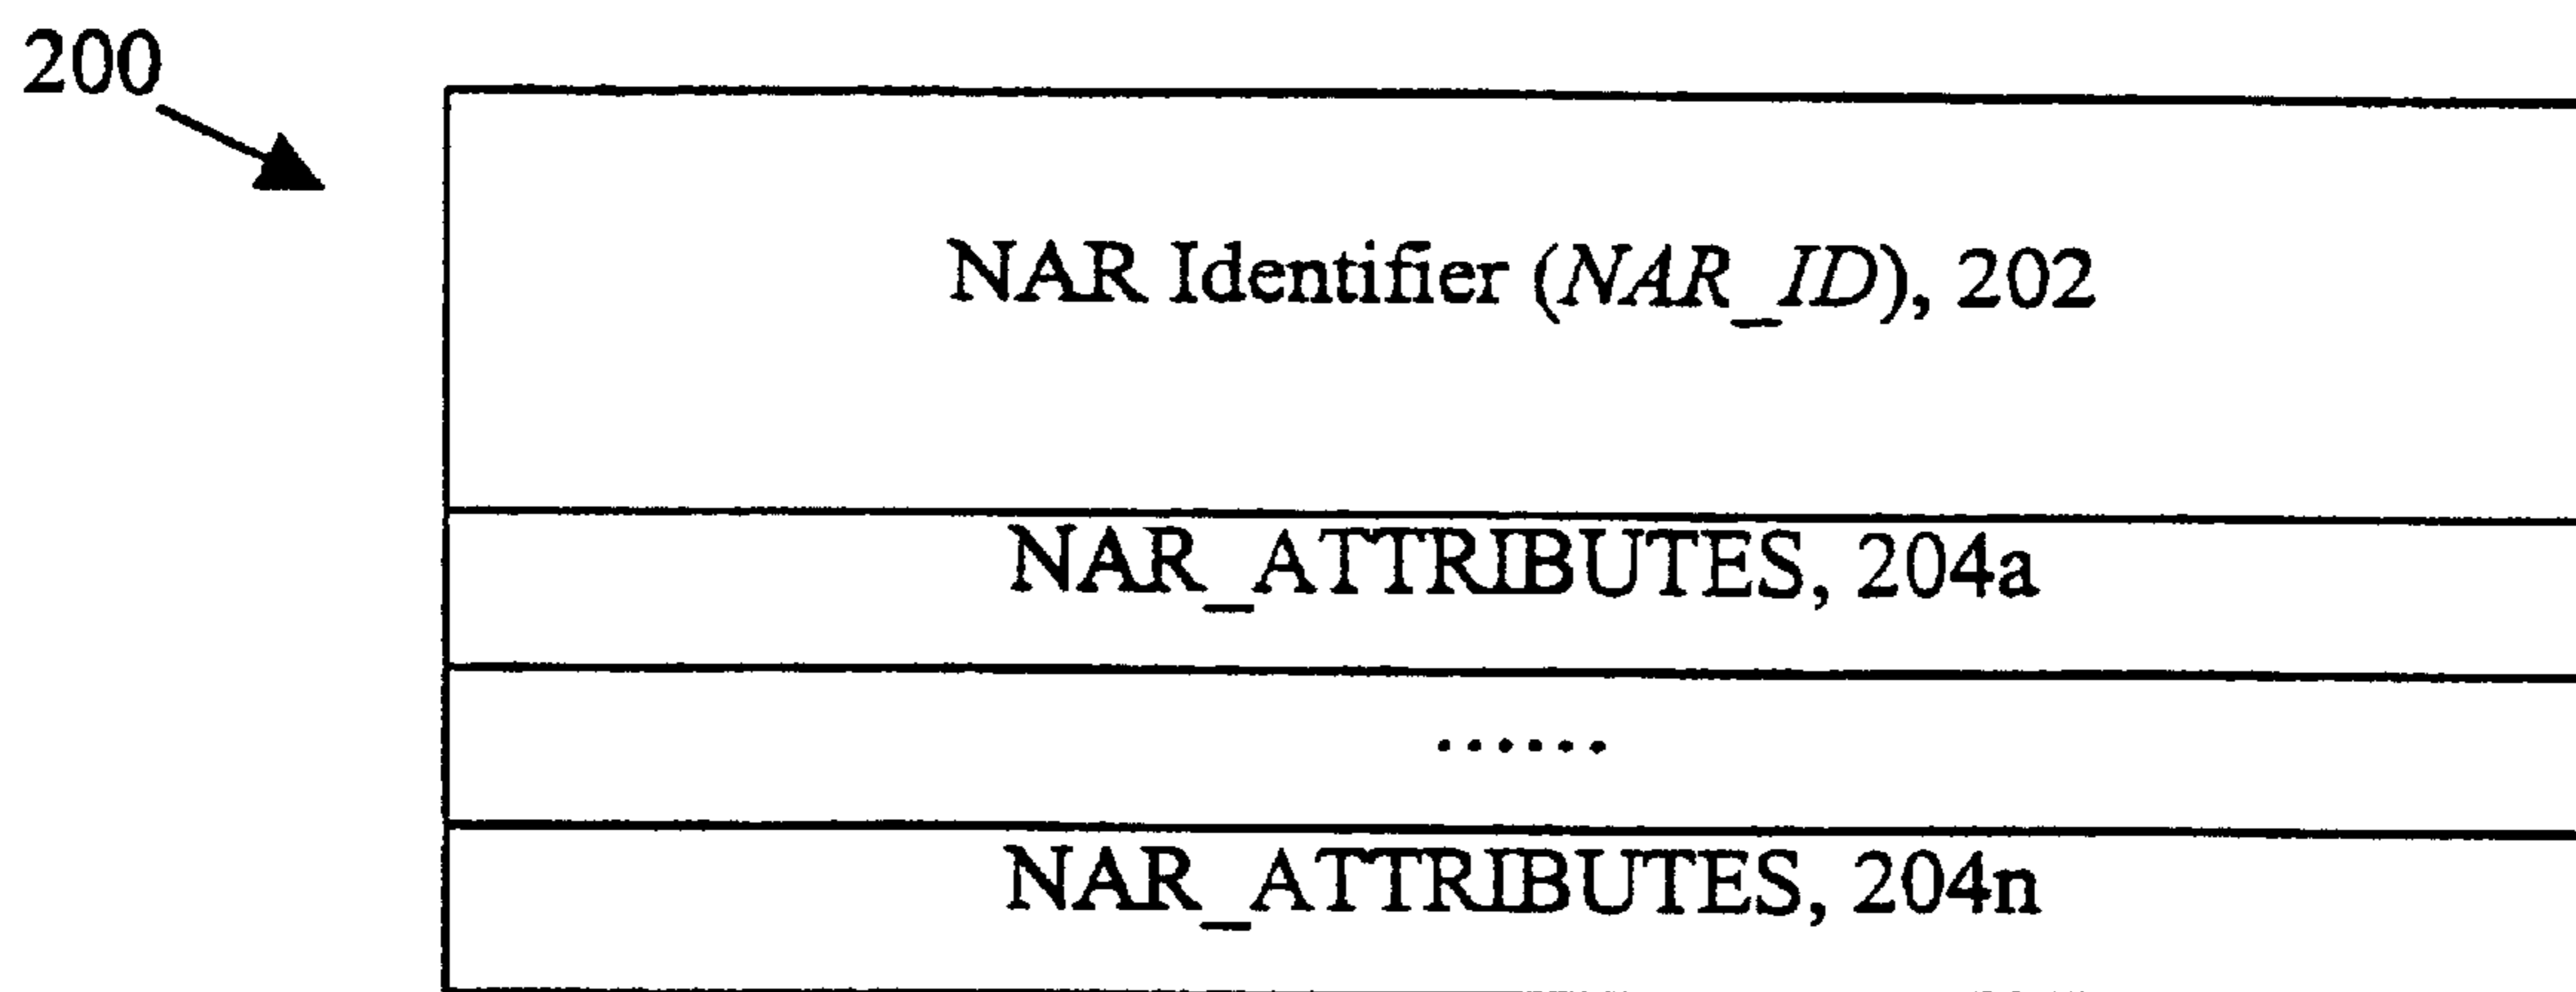 200
NAR Identifier (NAR_ID), 202
NAR_ATTRIBUTES, 204a
......
NAR_ATTRIBUTES, 204n